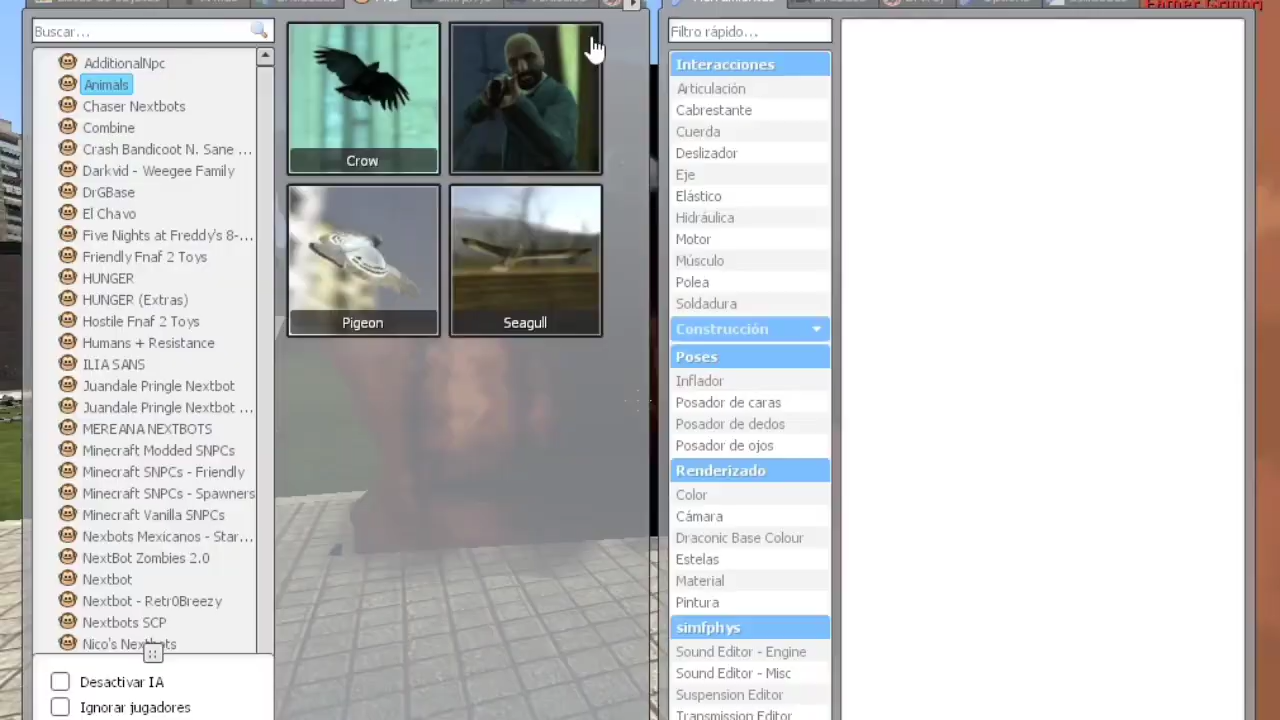 Buscar...
AdditionalNpc
Animals
Chaser Nextbots
Combine
Crash Bandicoot N. Sane ...
Darkvid - Weegee Family
DrGBase
El Chavo
Five Nights at Freddy's 8-...
Friendly Fnaf 2 Toys
HUNGER
HUNGER (Extras)
Hostile Fnaf 2 Toys
Humans + Resistance
ILIA SANS
Juandale Pringle Nextbot
Juandale Pringle Nextbot ...
MEREANA NEXTBOTS
Minecraft Modded SNPCs
Minecraft SNPCs - Friendly
Minecraft SNPCs - Spawners
Minecraft Vanilla SNPCs
Nexbots Mexicanos - Star...
NextBot Zombies 2.0
Nextbot
Nextbot - Retr0Breezy
Nextbots SCP
Nico's Nextbots
Desactivar IA
Ignorar jugadores
Crow
Pigeon
Seagull
Filtro rápido...
Interacciones
Articulación
Cabrestante
Cuerda
Deslizador
Eje
Elástico
Hidráulica
Motor
Músculo
Polea
Soldadura
Construcción
Poses
Inflador
Posador de caras
Posador de dedos
Posador de ojos
Renderizado
Color
Cámara
Draconic Base Colour
Estelas
Material
Pintura
simfphys
Sound Editor - Engine
Sound Editor - Misc
Suspension Editor
Transmission Editor